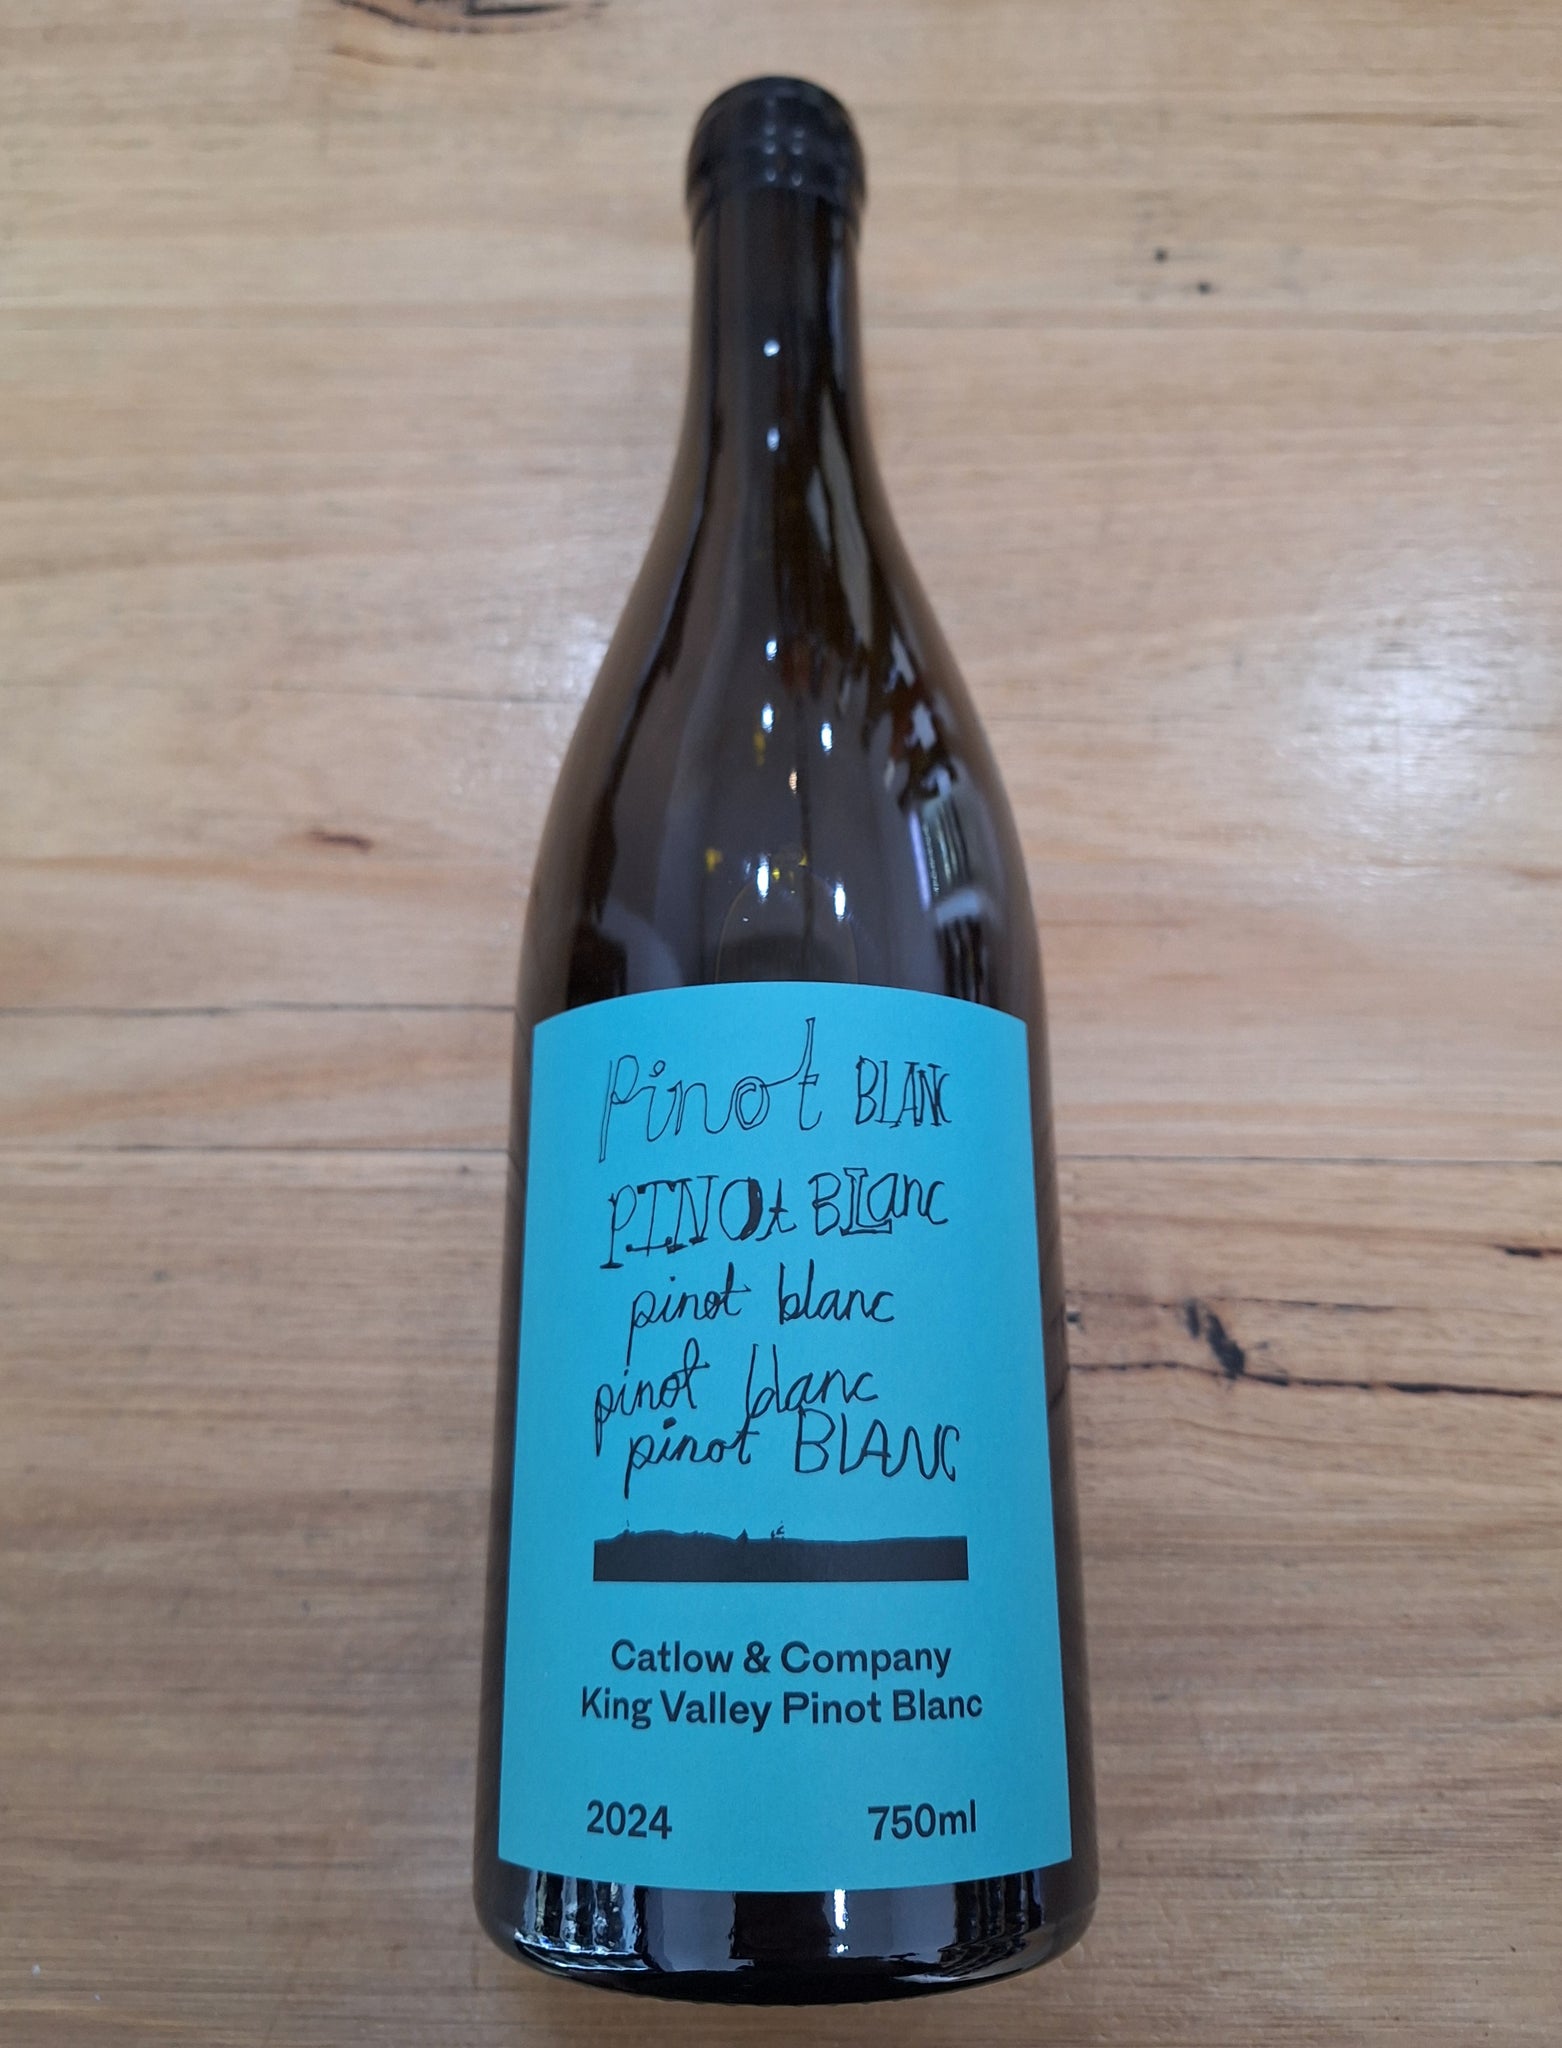 Pinot BLANC
PINOt BLanc
pinot blanc
pinot blanc
pinot BLANC
Catlow & Company
King Valley Pinot Blanc
2024 750ml